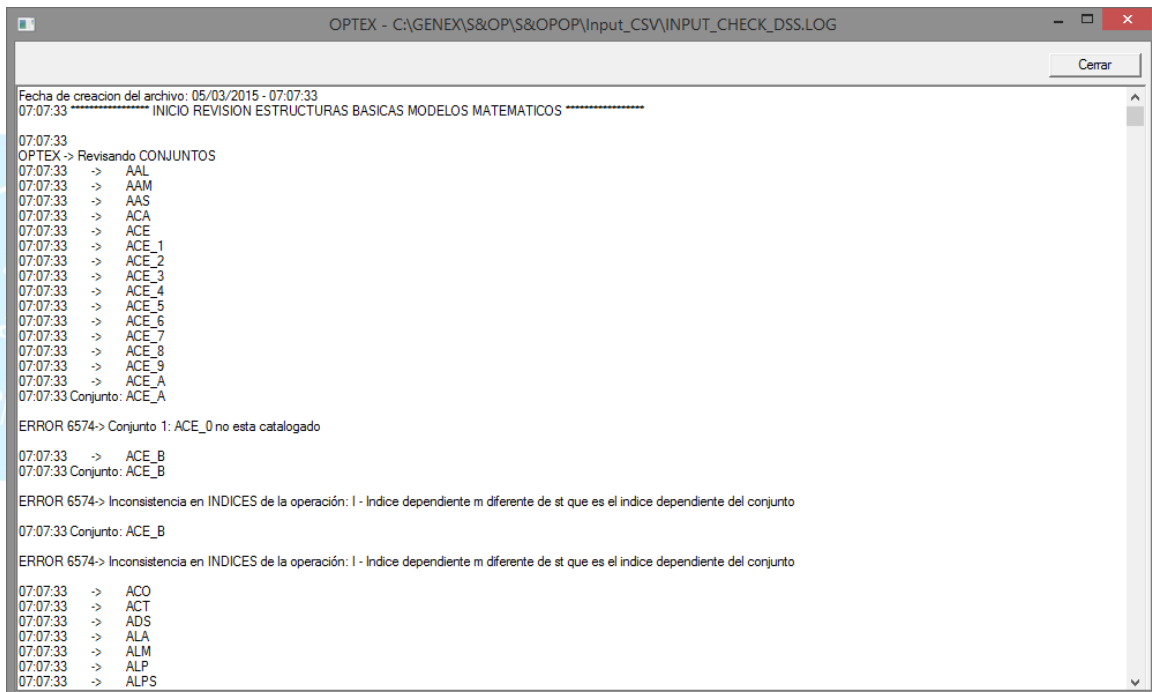 OPTEX - C:\GENEX\S&OP\S&OPOP\Input_CSV\INPUT_CHECK_DSS.LOG
Cerrar
Fecha de creacion del archivo: 05/03/2015 - 07:07:33
07:07:33 ***************** INICIO REVISION ESTRUCTURAS BASICAS MODELOS MATEMATICOS *****************
07:07:33
OPTEX -> Revisando CONJUNTOS
07:07:33 -> AAL
07:07:33 -> AAM
07:07:33 -> AAS
07:07:33 -> ACA
07:07:33 -> ACE
07:07:33 -> ACE_1
07:07:33 -> ACE_2
07:07:33 -> ACE_3
07:07:33 -> ACE_4
07:07:33 -> ACE_5
07:07:33 -> ACE_6
07:07:33 -> ACE_7
07:07:33 -> ACE_8
07:07:33 -> ACE_9
07:07:33 -> ACE_A
07:07:33 Conjunto: ACE_A
ERROR 6574-> Conjunto 1: ACE_0 no esta catalogado
07:07:33 -> ACE_B
07:07:33 Conjunto: ACE_B
ERROR 6574-> Inconsistencia en INDICES de la operación: I - Indice dependiente m diferente de st que es el indice dependiente del conjunto
07:07:33 Conjunto: ACE_B
ERROR 6574-> Inconsistencia en INDICES de la operación: I - Indice dependiente m diferente de st que es el indice dependiente del conjunto
07:07:33 -> ACO
07:07:33 -> ACT
07:07:33 -> ADS
07:07:33 -> ALA
07:07:33 -> ALM
07:07:33 -> ALP
07:07:33 -> ALPS